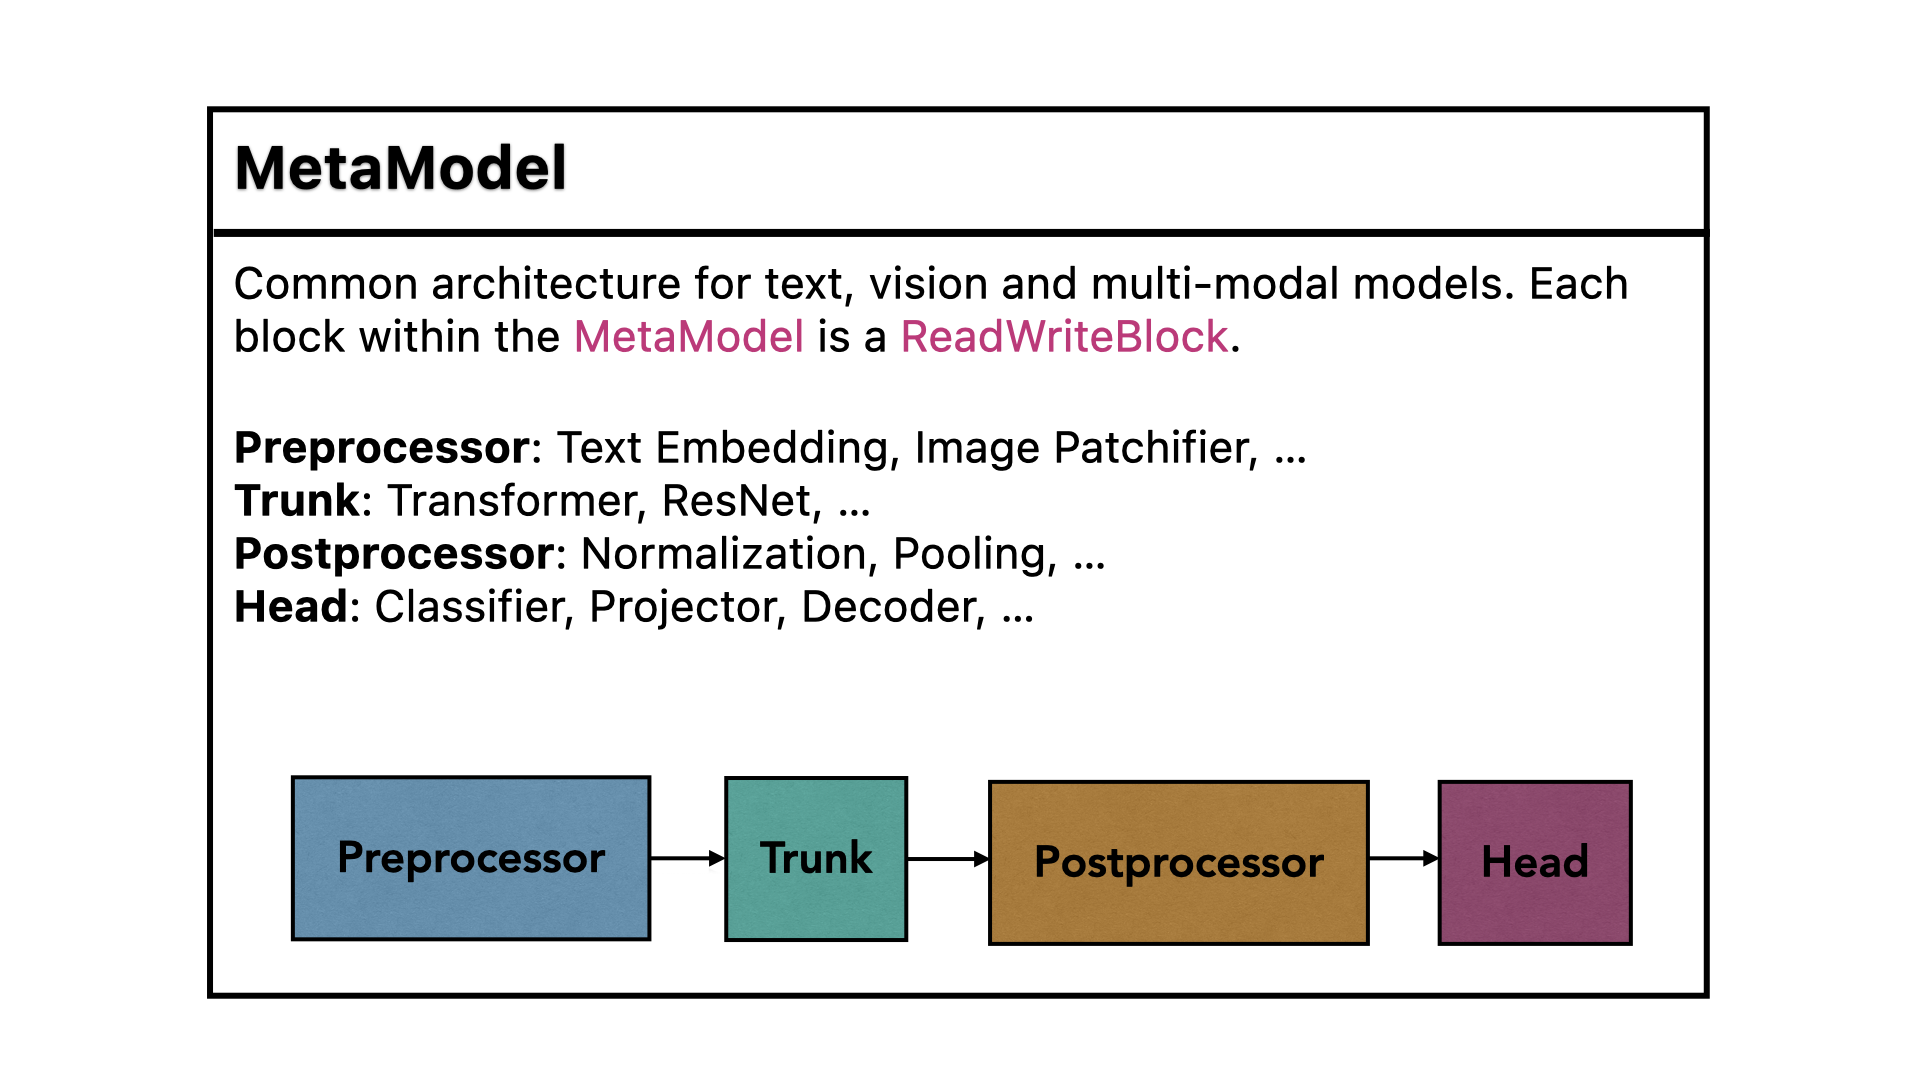 MetaModel
Common architecture for text, vision and multi-modal models. Each
block within the MetaModel is a ReadWriteBlock.
Preprocessor: Text Embedding, Image Patchifier, ...
Trunk: Transformer, ResNet, ...
Postprocessor: Normalization, Pooling, ...
Head: Classifier, Projector, Decoder, ...
Preprocessor
Trunk
Postprocessor
Head